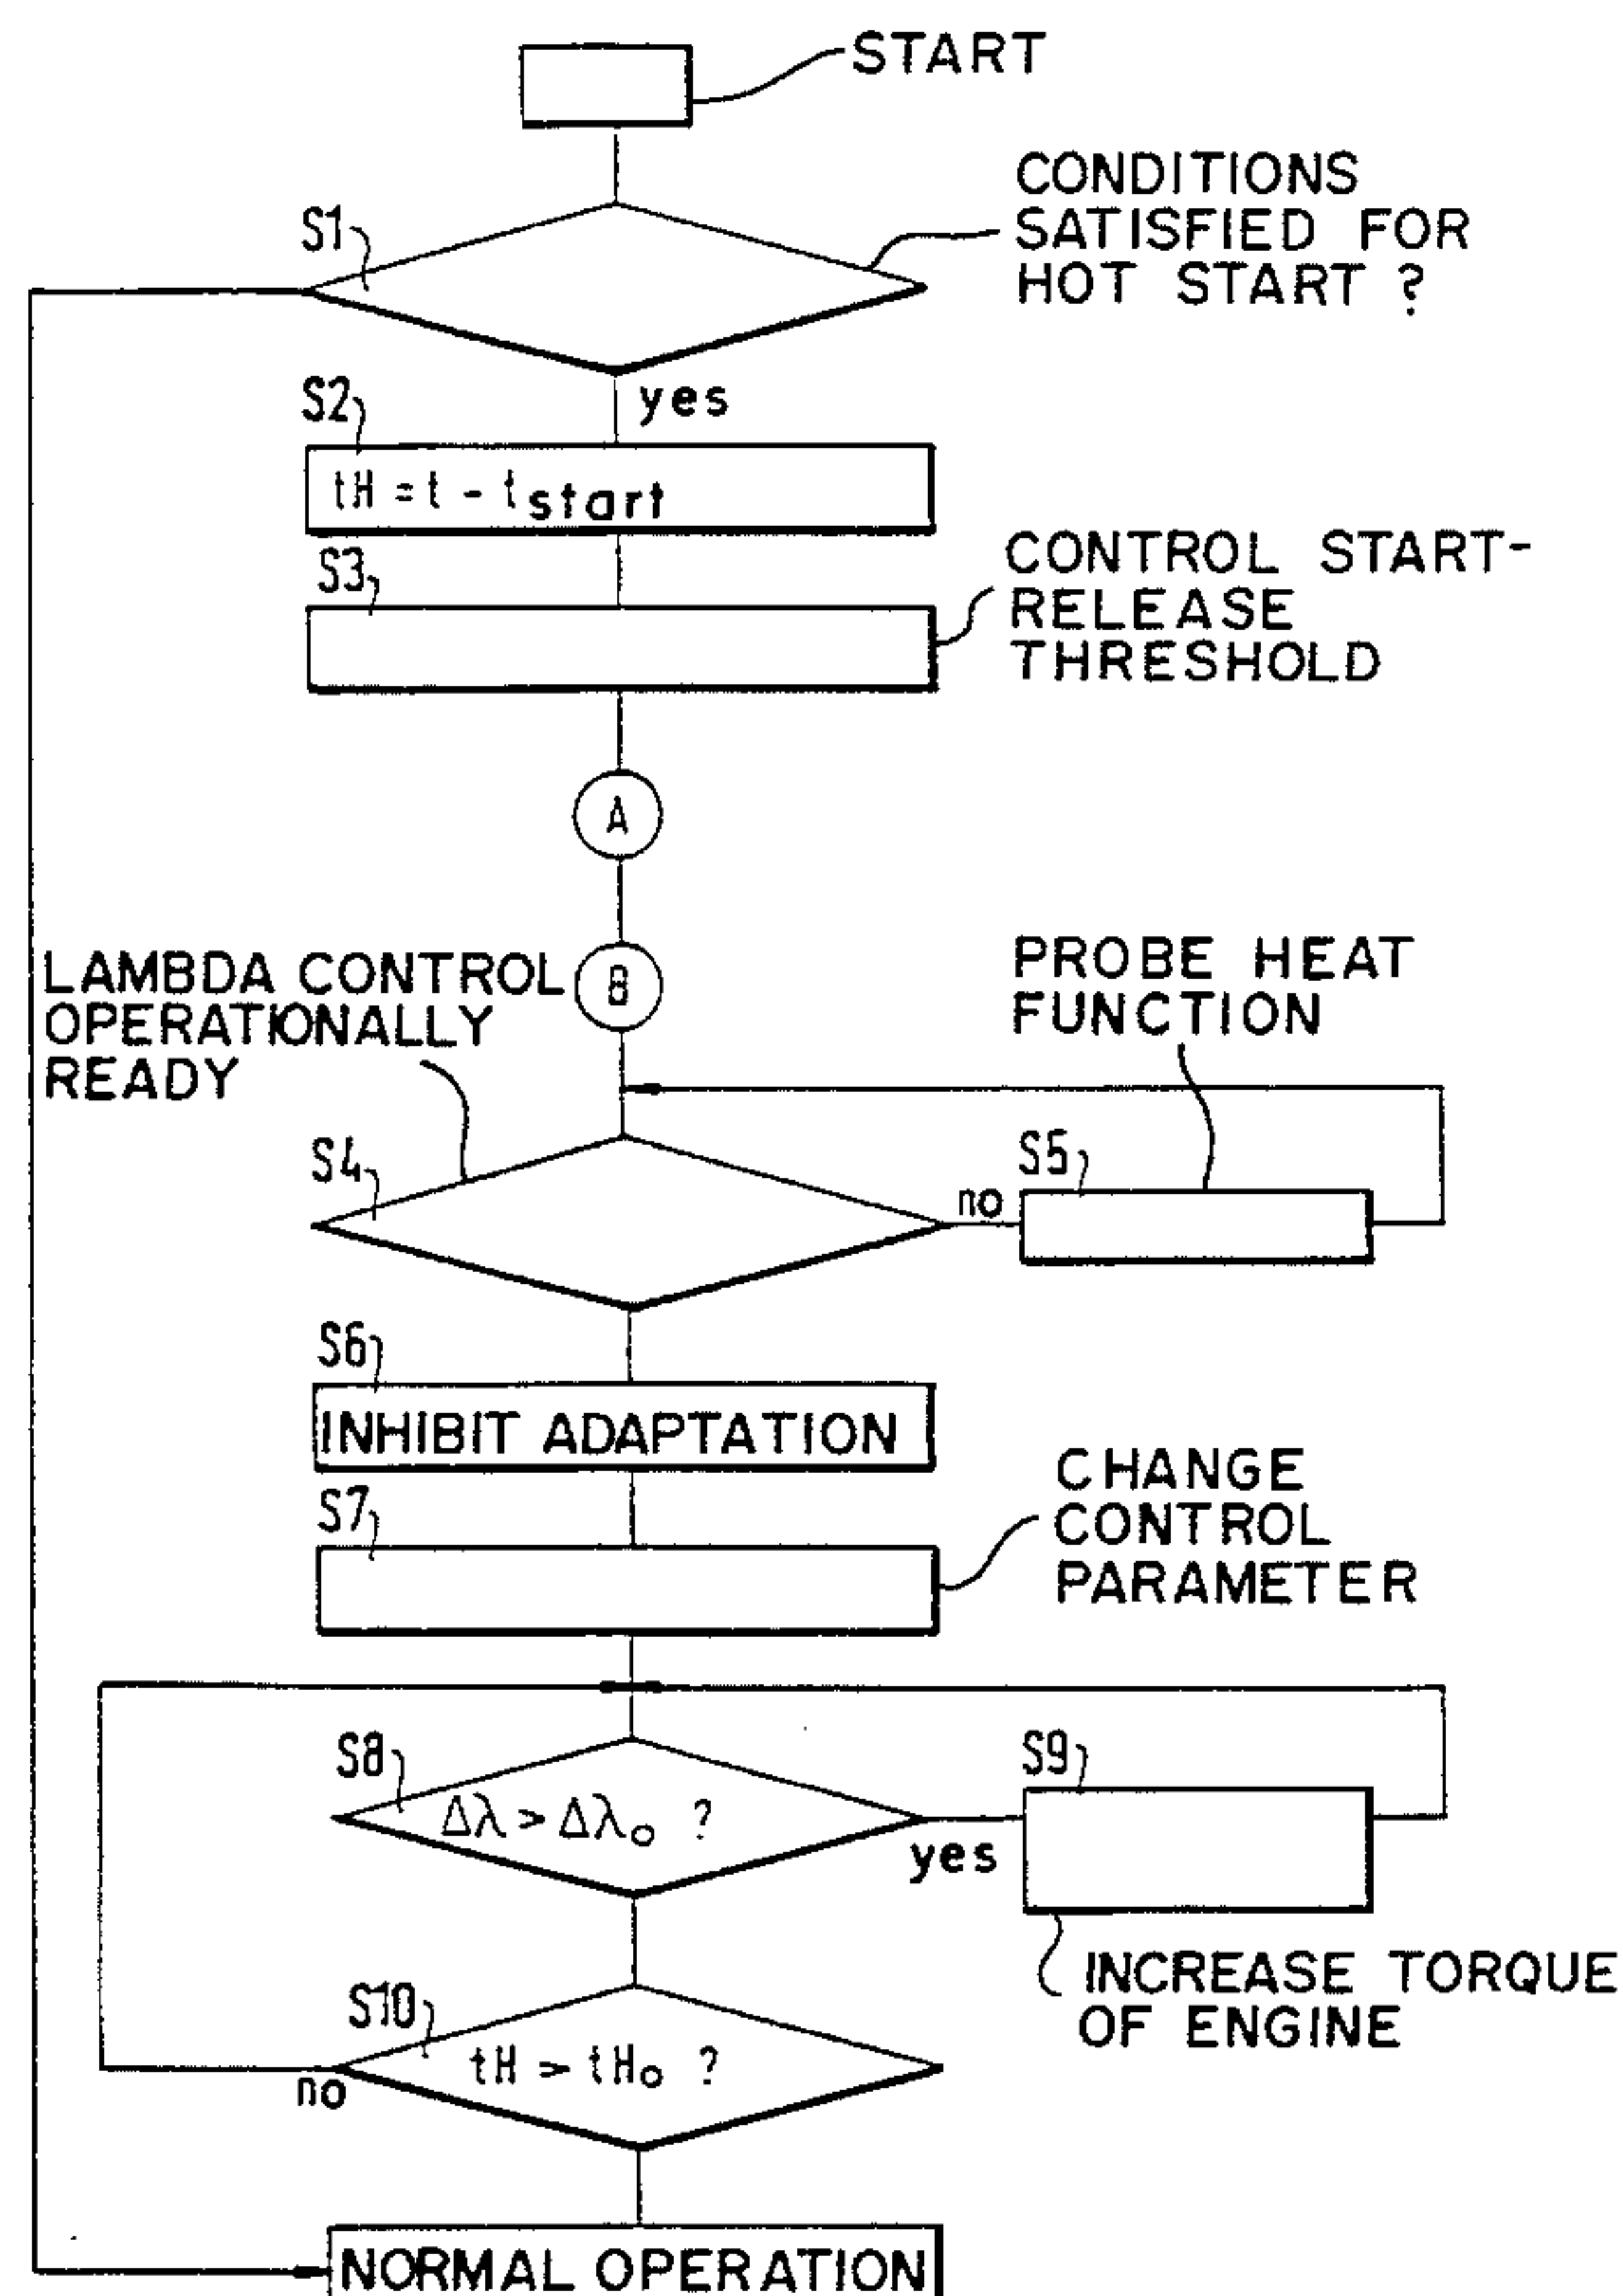 START
CONDITIONS
SATISFIED FOR
HOT START ?
S1
yes
S2
tH = t - tstart
S3
CONTROL START-
RELEASE
THRESHOLD
A
B
LAMBDA CONTROL
OPERATIONALLY
READY
PROBE HEAT
FUNCTION
S4
no
S5
S6
INHIBIT ADAPTATION
S7
CHANGE
CONTROL
PARAMETER
S8
Δλ > Δλo ?
yes
S9
INCREASE TORQUE
OF ENGINE
S10
tH > tHo ?
no
NORMAL OPERATION